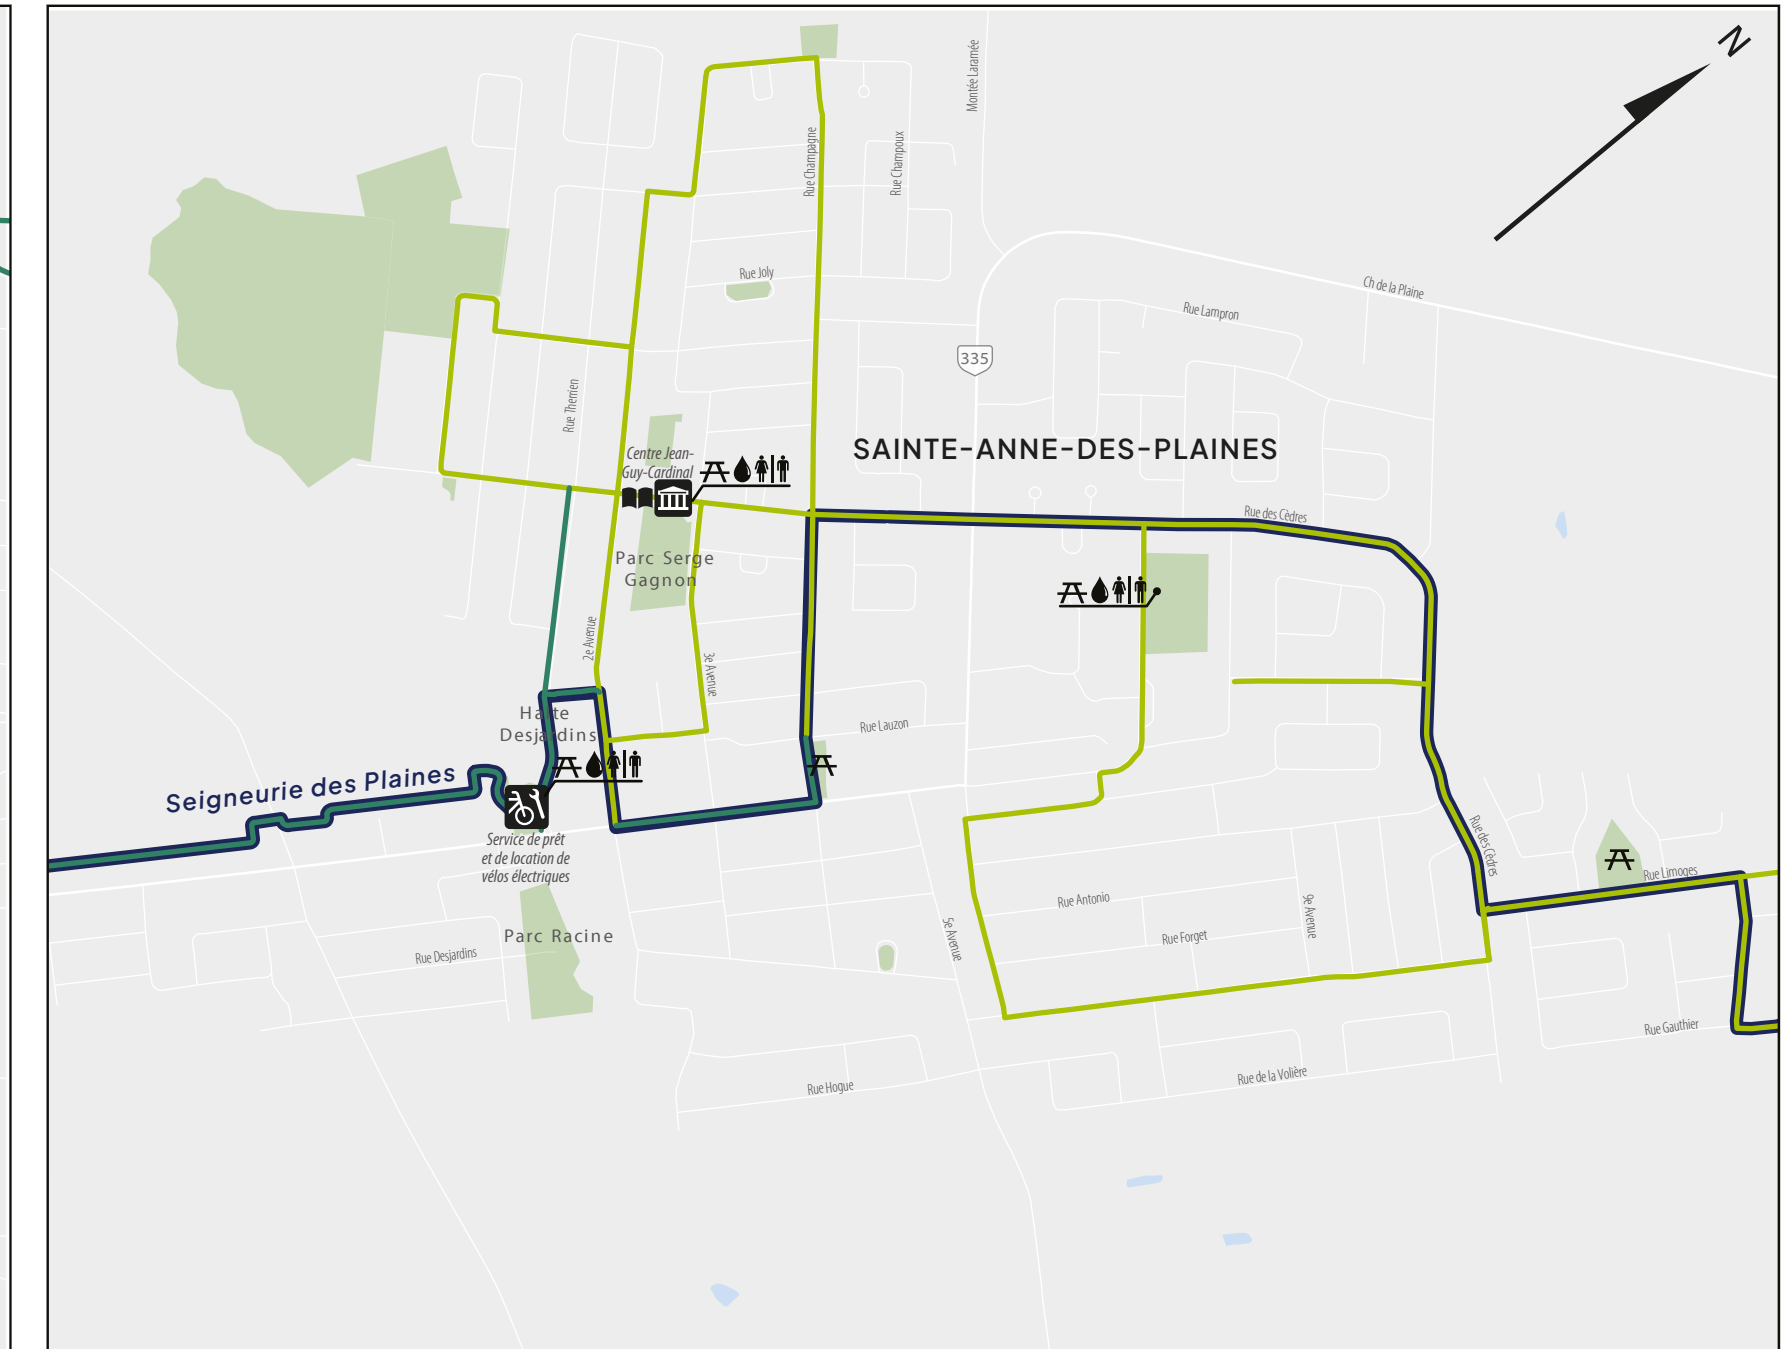 N
Montée Laramée
Rue Champagne
Rue Champoux
Rue Joly
Ch de la Plaine
Rue Lampron
335
Rue Therrien
SAINTE-ANNE-DES-PLAINES
Centre Jean-
Guy-Cardinal
Rue des Cèdres
Parc Serge
Gagnon
2e Avenue
3e Avenue
Halte
Desjardins
Rue Lauzon
Seigneurie des Plaines
Service de prêt
et de location de
vélos électriques
Rue des Cèdres
Rue Limoges
Rue Antonio
9e Avenue
Parc Racine
5e Avenue
Rue Forget
Rue Desjardins
Rue Gauthier
Rue Hogue
Rue de la Volière